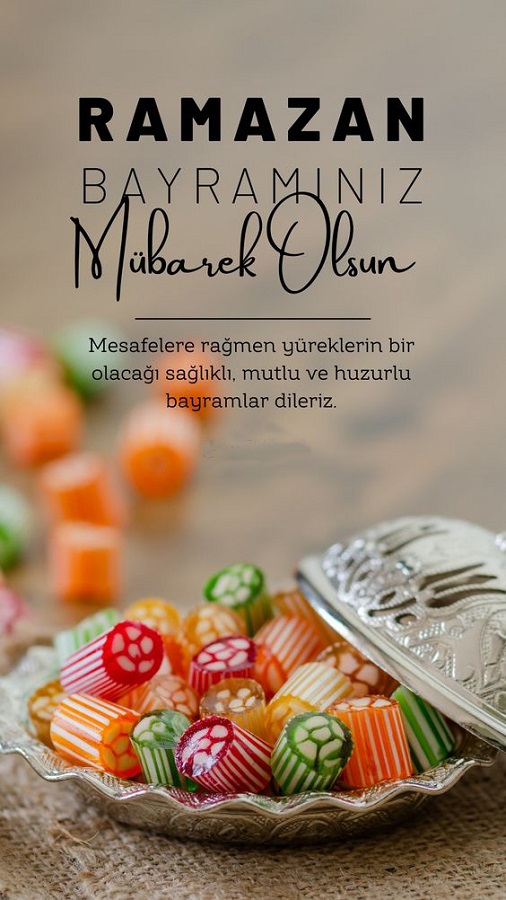 RAMAZAN
BAYRAMINIZ
Mübarek Olsun
Mesafelere rağmen yüreklerin bir
olacağı sağlıklı, mutlu ve huzurlu
bayramlar dileriz.